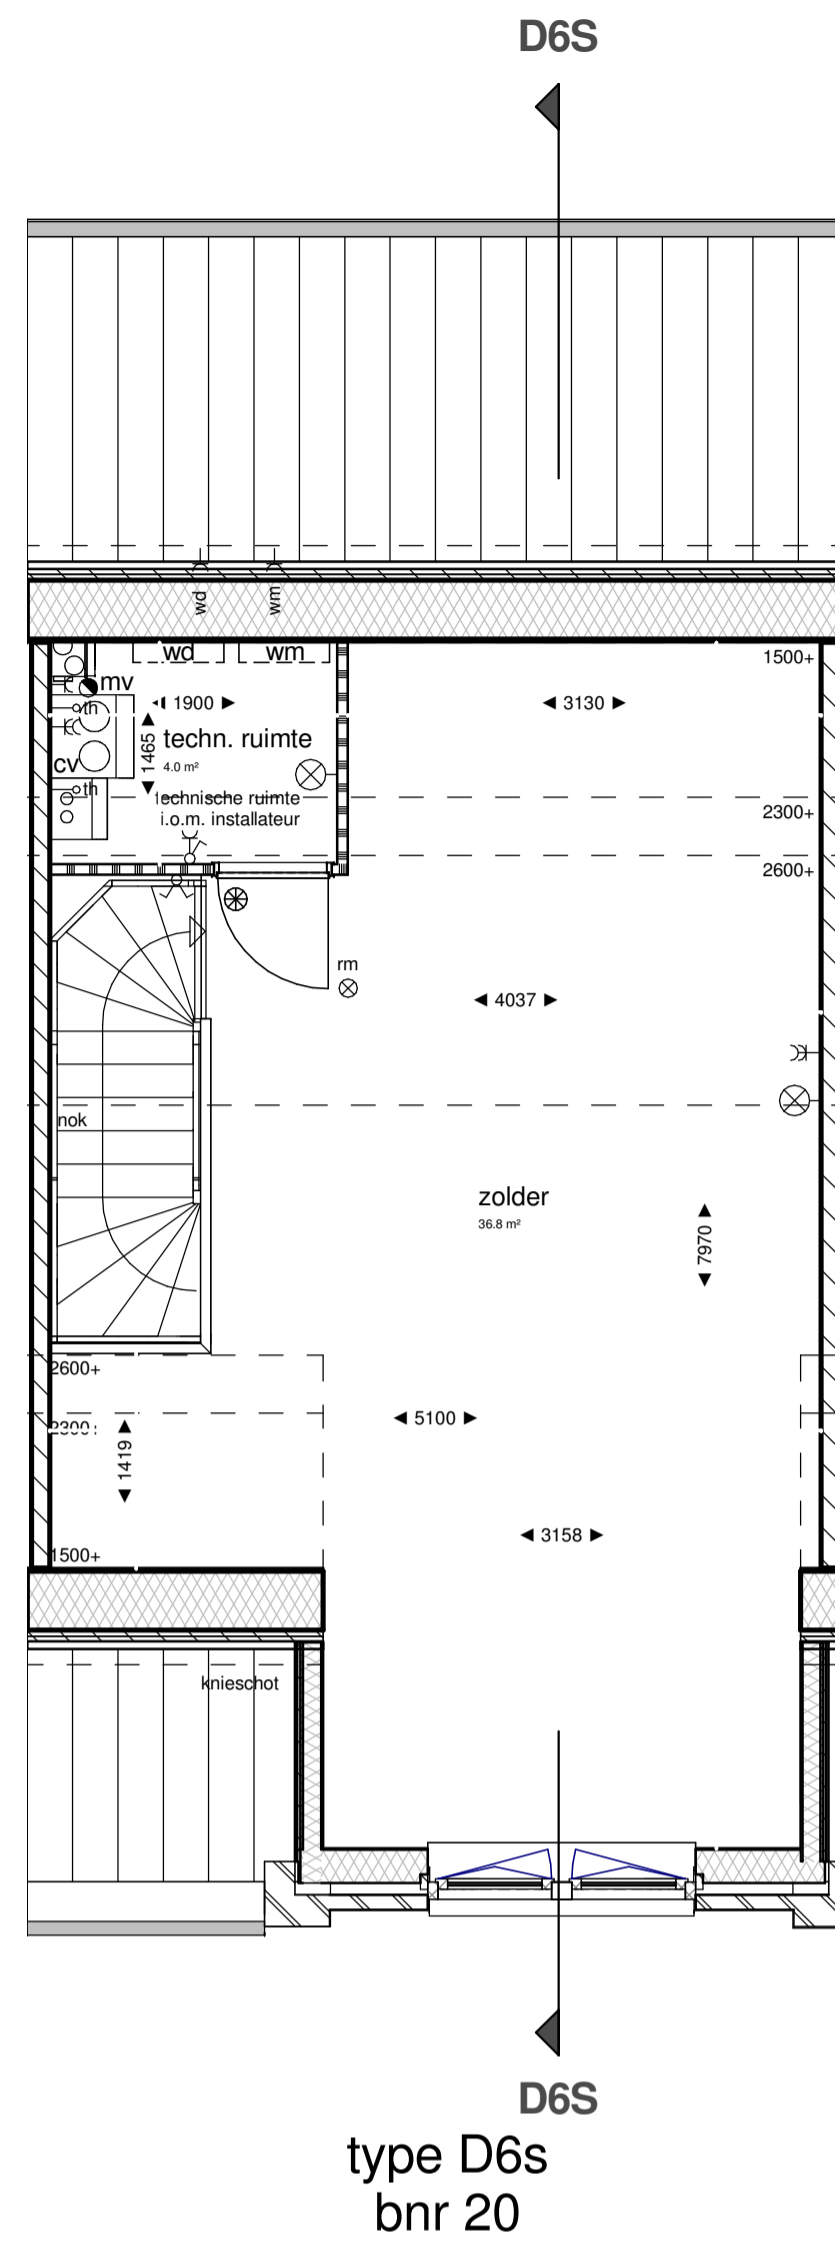 D6S
wd
wm
wd
wm
1500+
mv
1900
3130
th
1465
techn. ruimte
cv
4.0 m²
th
technische ruimte
2300+
i.o.m. installateur
2600+
rm
4037
nok
zolder
36.8 m²
7970
2600+
2300+
5100
1419
3158
1500+
knieschot
D6S
type D6s
bnr 20